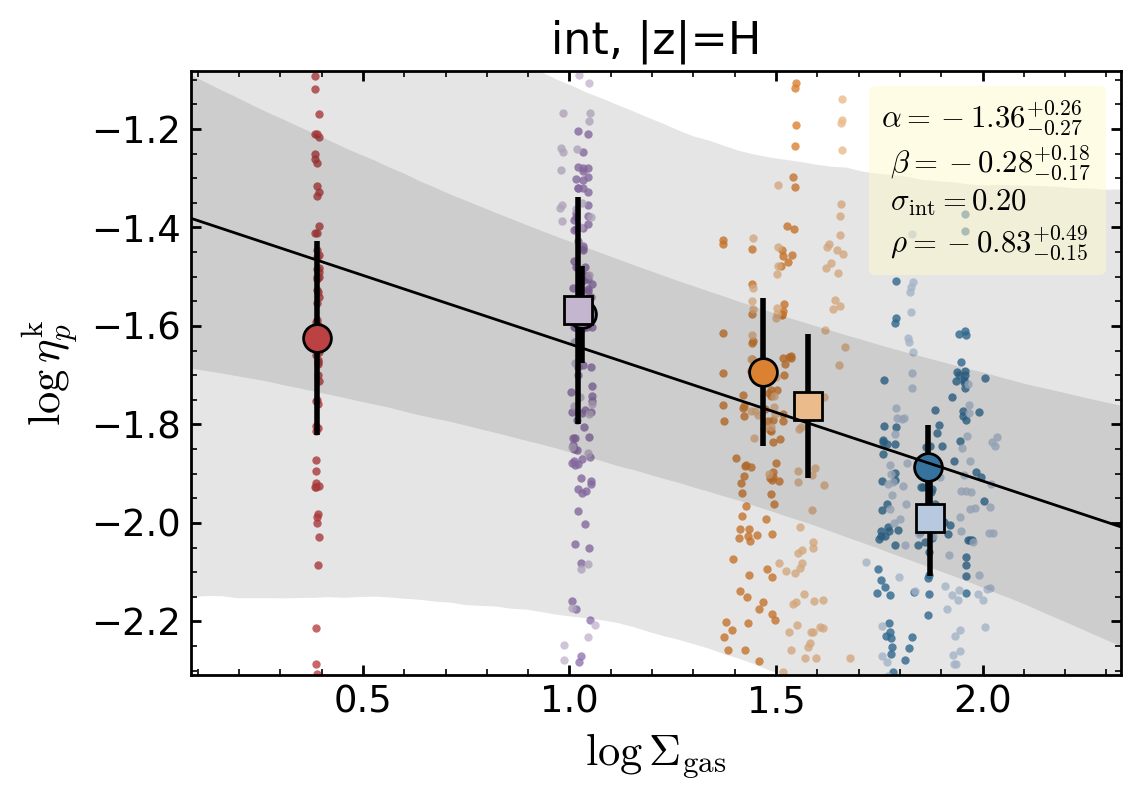 int, |z|=H
α = −1.36 +0.26 −0.27
β = −0.28 +0.18 −0.17
σ_int = 0.20
ρ = −0.83 +0.49 −0.15
log η_p^k
−1.2
−1.4
−1.6
−1.8
−2.0
−2.2
0.5 1.0 1.5 2.0
log Σ_gas